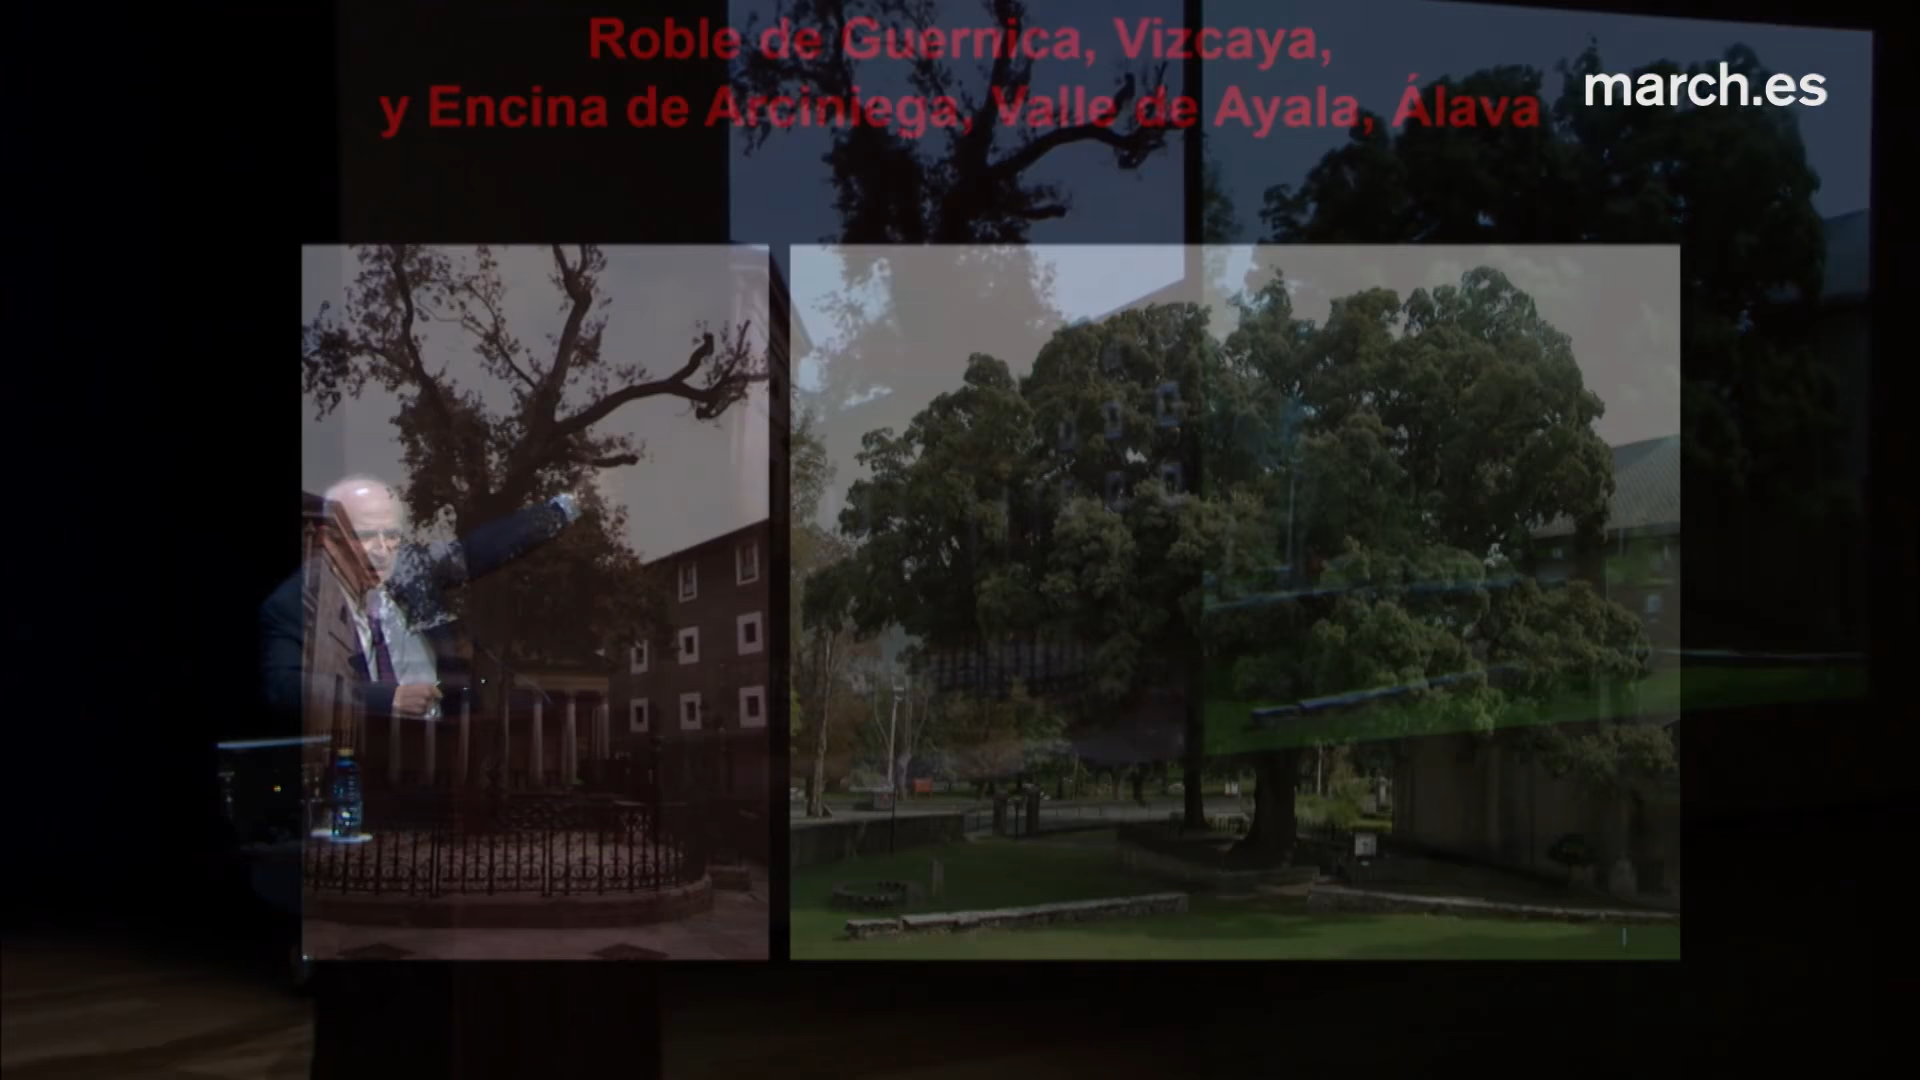 Roble de Guernica, Vizcaya,
y Encina de Arciniega, Valle de Ayala, Álava
march.es